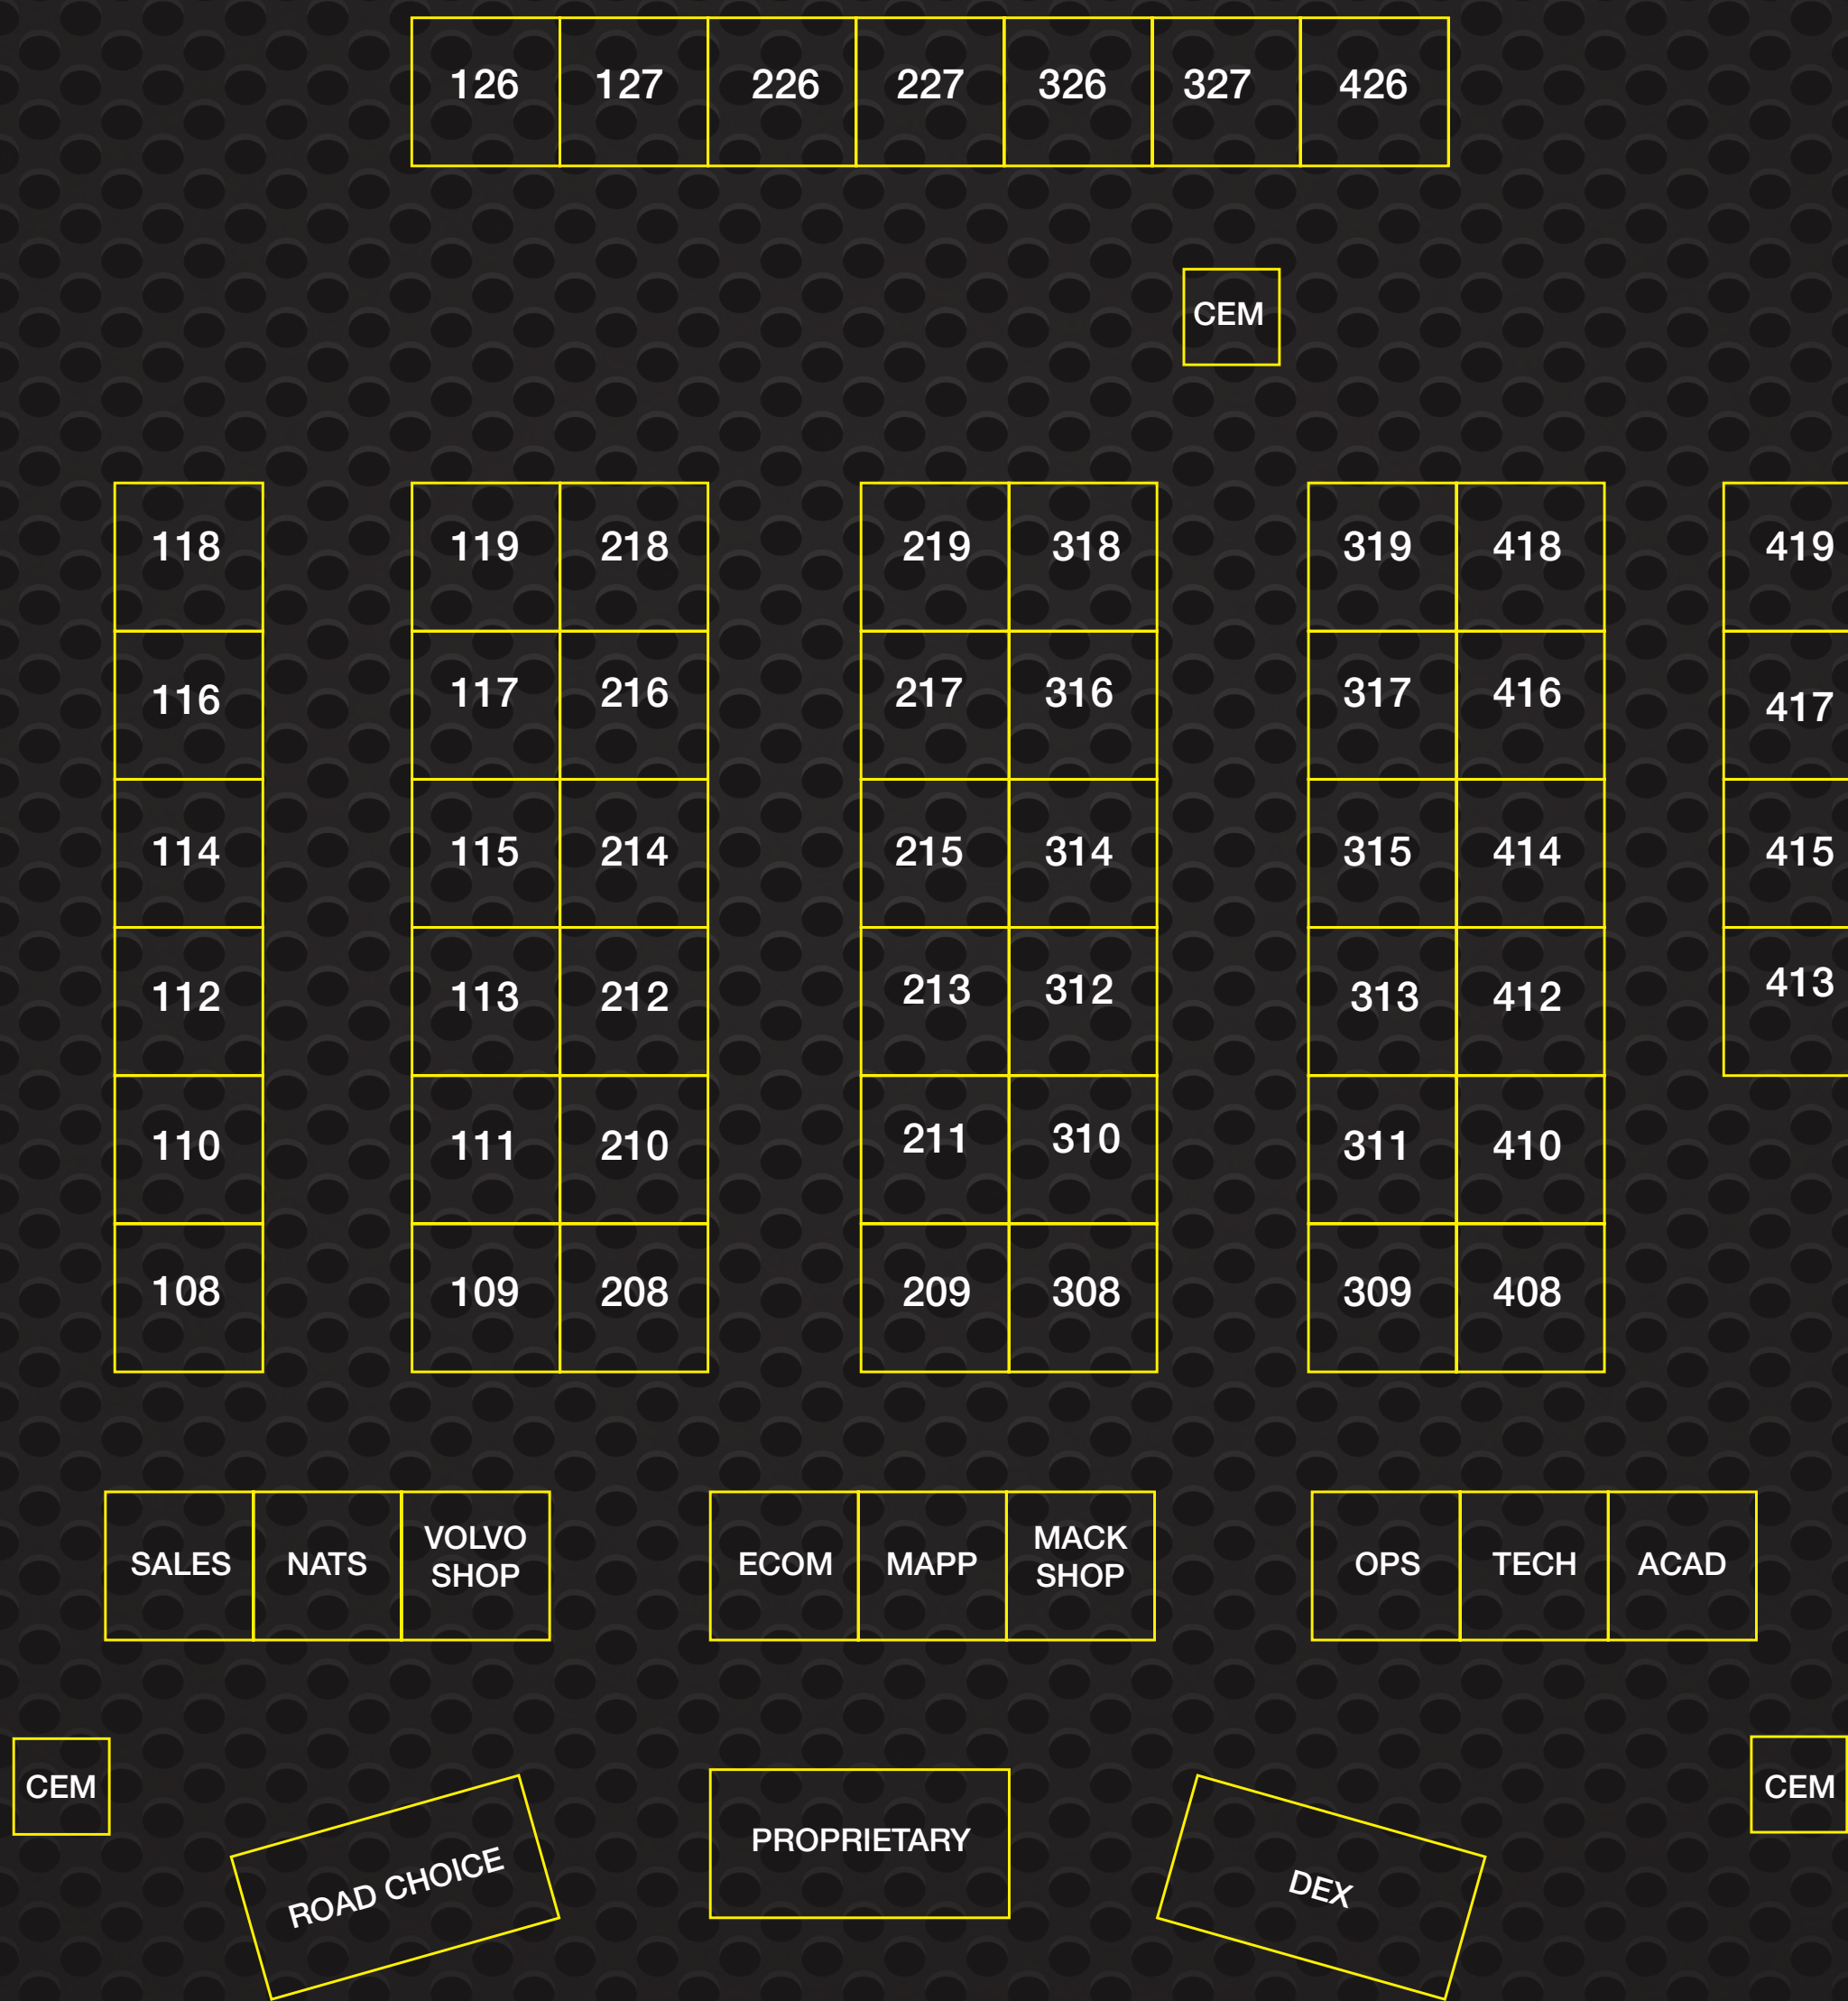 126 127 226 227 326 327 426
CEM
118 119 218 219 318 319 418 419
116 117 216 217 316 317 416 417
114 115 214 215 314 315 414 415
112 113 212 213 312 313 412 413
110 111 210 211 310 311 410
108 109 208 209 308 309 408
SALES NATS VOLVO SHOP ECOM MAPP MACK SHOP OPS TECH ACAD
CEM CEM
ROAD CHOICE PROPRIETARY DEX